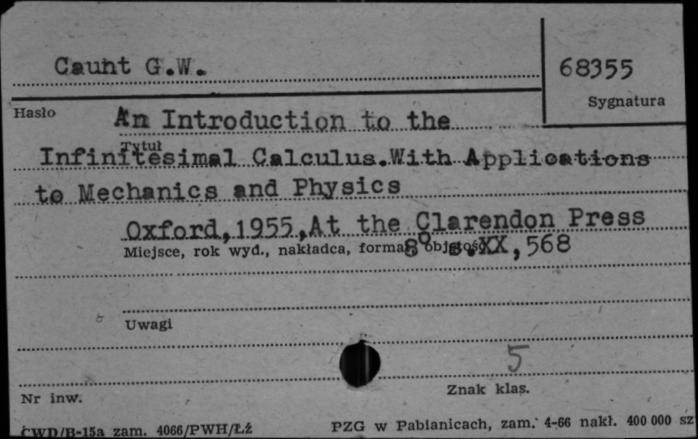 Caunt G.W.
68355
Sygnatura
Hasło
An Introduction to the
Tytuł
Infinitesimal Calculus.With Applications
to Mechanics and Physics
Oxford,1955,At the Clarendon Press
Miejsce, rok wyd., nakładca, format, objętość
8° s.XX,568
Uwagi
5
Nr inw.
Znak klas.
CWD/B-15a zam. 4066/PWH/Łź
PZG w Pabianicach, zam. 4-66 nakł. 400 000 sz